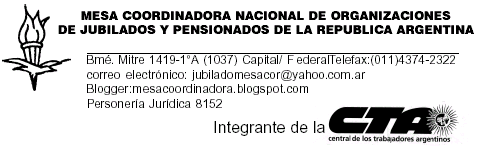 MESA COORDINADORA NACIONAL DE ORGANIZACIONES
DE JUBILADOS Y PENSIONADOS DE LA REPUBLICA ARGENTINA
Bmé. Mitre 1419-1°A (1037) Capital/ FederalTelefax:(011)4374-2322
correo electrónico: jubiladomesacor@yahoo.com.ar
Blogger:mesacoordinadora.blogspot.com
Personería Jurídica 8152
Integrante de la CTA
central de los trabajadores argentinos